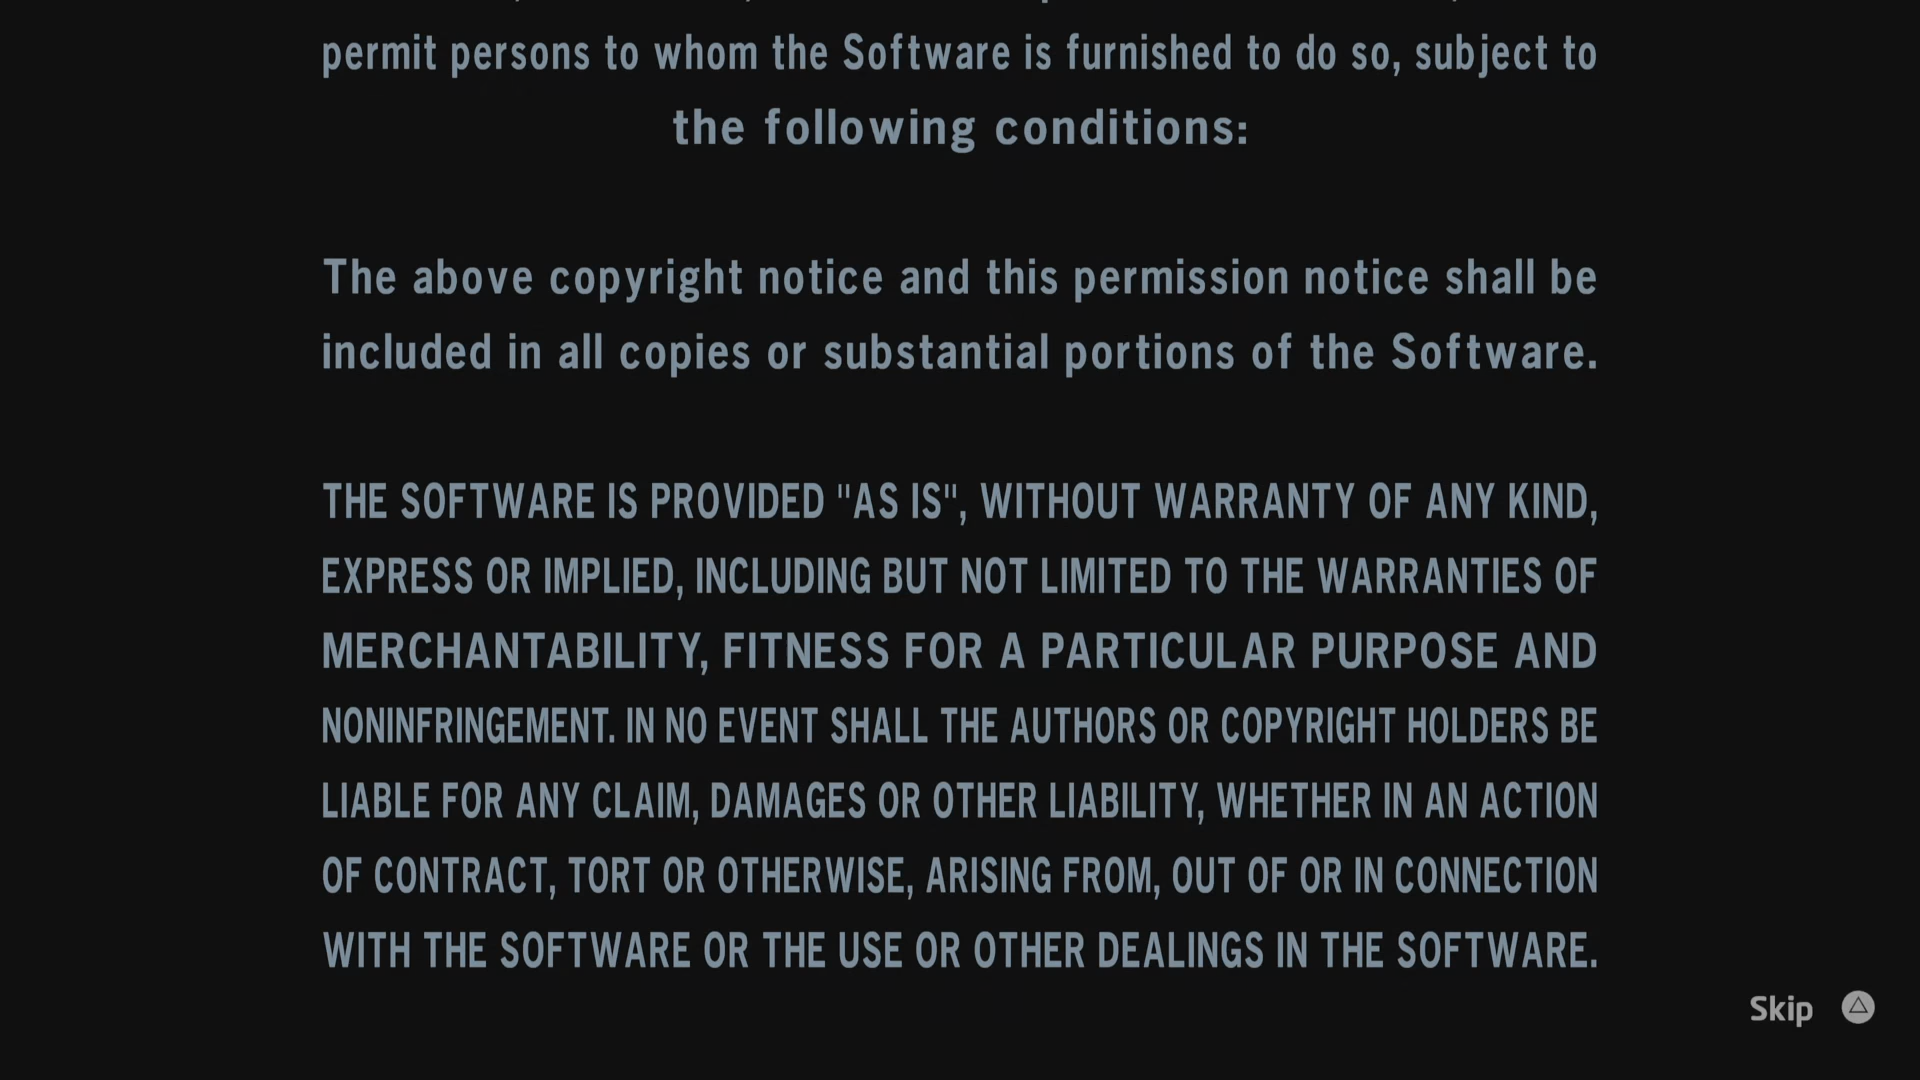 permit persons to whom the Software is furnished to do so, subject to
the following conditions:
The above copyright notice and this permission notice shall be
included in all copies or substantial portions of the Software.
THE SOFTWARE IS PROVIDED "AS IS", WITHOUT WARRANTY OF ANY KIND,
EXPRESS OR IMPLIED, INCLUDING BUT NOT LIMITED TO THE WARRANTIES OF
MERCHANTABILITY, FITNESS FOR A PARTICULAR PURPOSE AND
NONINFRINGEMENT. IN NO EVENT SHALL THE AUTHORS OR COPYRIGHT HOLDERS BE
LIABLE FOR ANY CLAIM, DAMAGES OR OTHER LIABILITY, WHETHER IN AN ACTION
OF CONTRACT, TORT OR OTHERWISE, ARISING FROM, OUT OF OR IN CONNECTION
WITH THE SOFTWARE OR THE USE OR OTHER DEALINGS IN THE SOFTWARE.
Skip